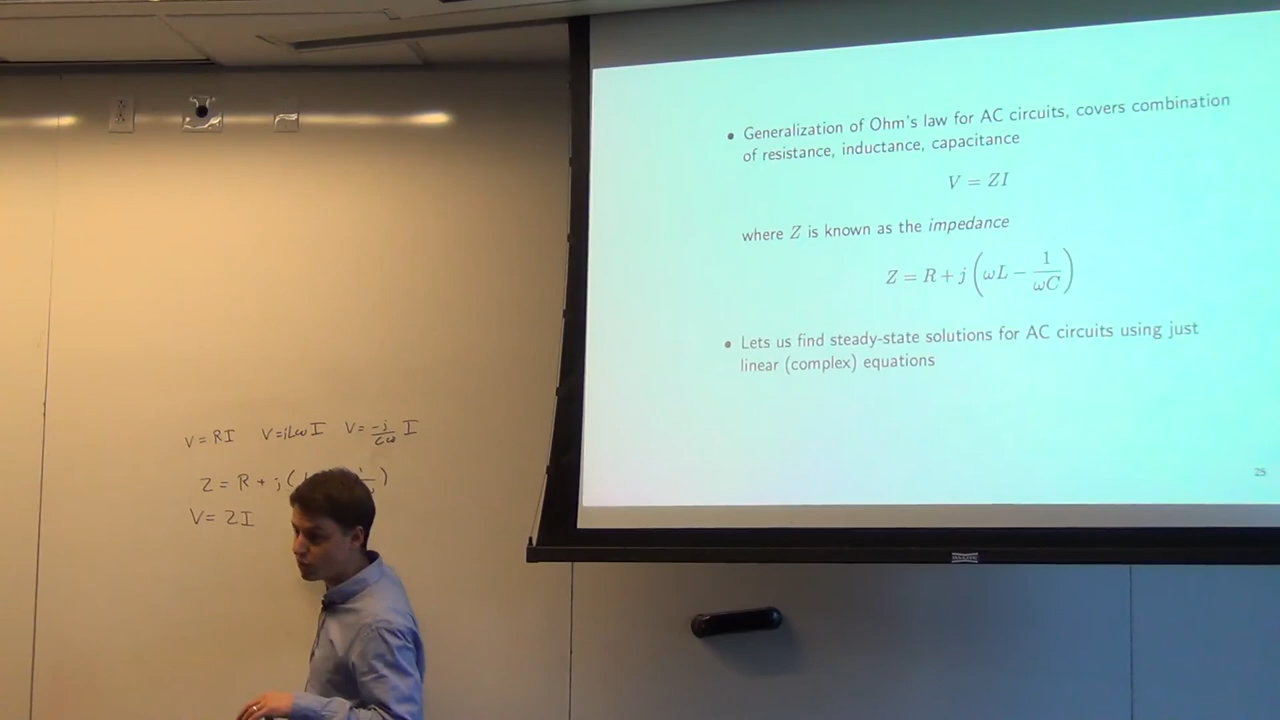 • Generalization of Ohm's law for AC circuits, covers combination
of resistance, inductance, capacitance
V = ZI
where Z is known as the impedance
Z = R + j (ωL − 1/ωC)
• Lets us find steady-state solutions for AC circuits using just
linear (complex) equations
25
V = RI V = jLω I V = -j/Cω I
Z = R + j (
V = ZI